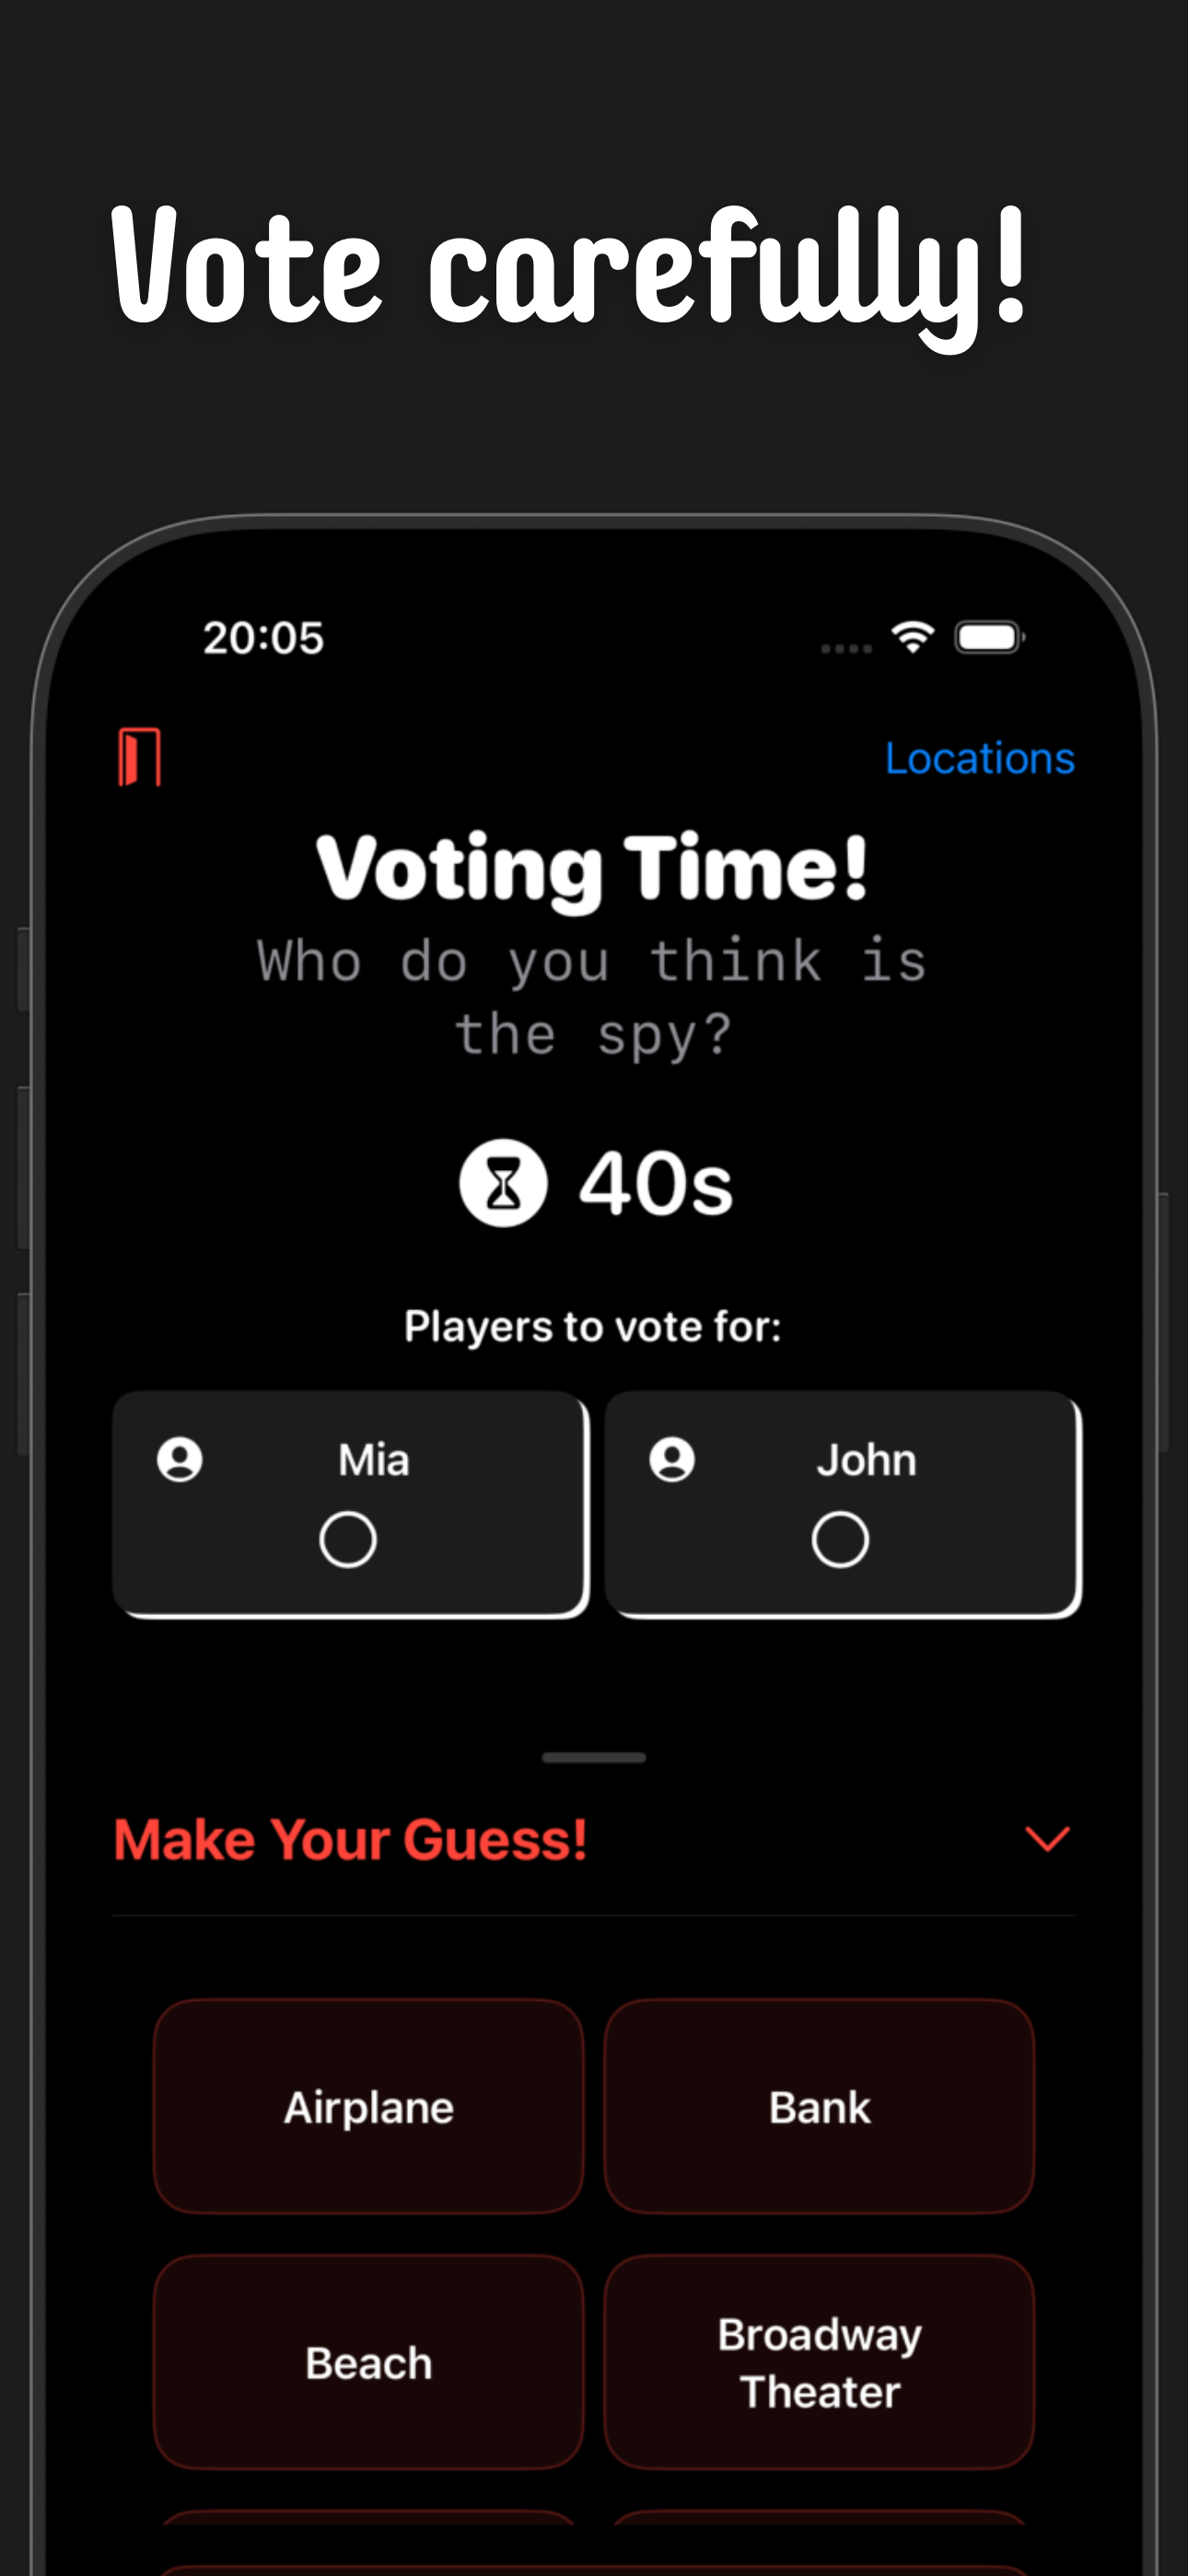 Vote carefully!
20:05
Locations
Voting Time!
Who do you think is
the spy?
40s
Players to vote for:
Mia
John
Make Your Guess!
Airplane
Bank
Beach
Broadway
Theater